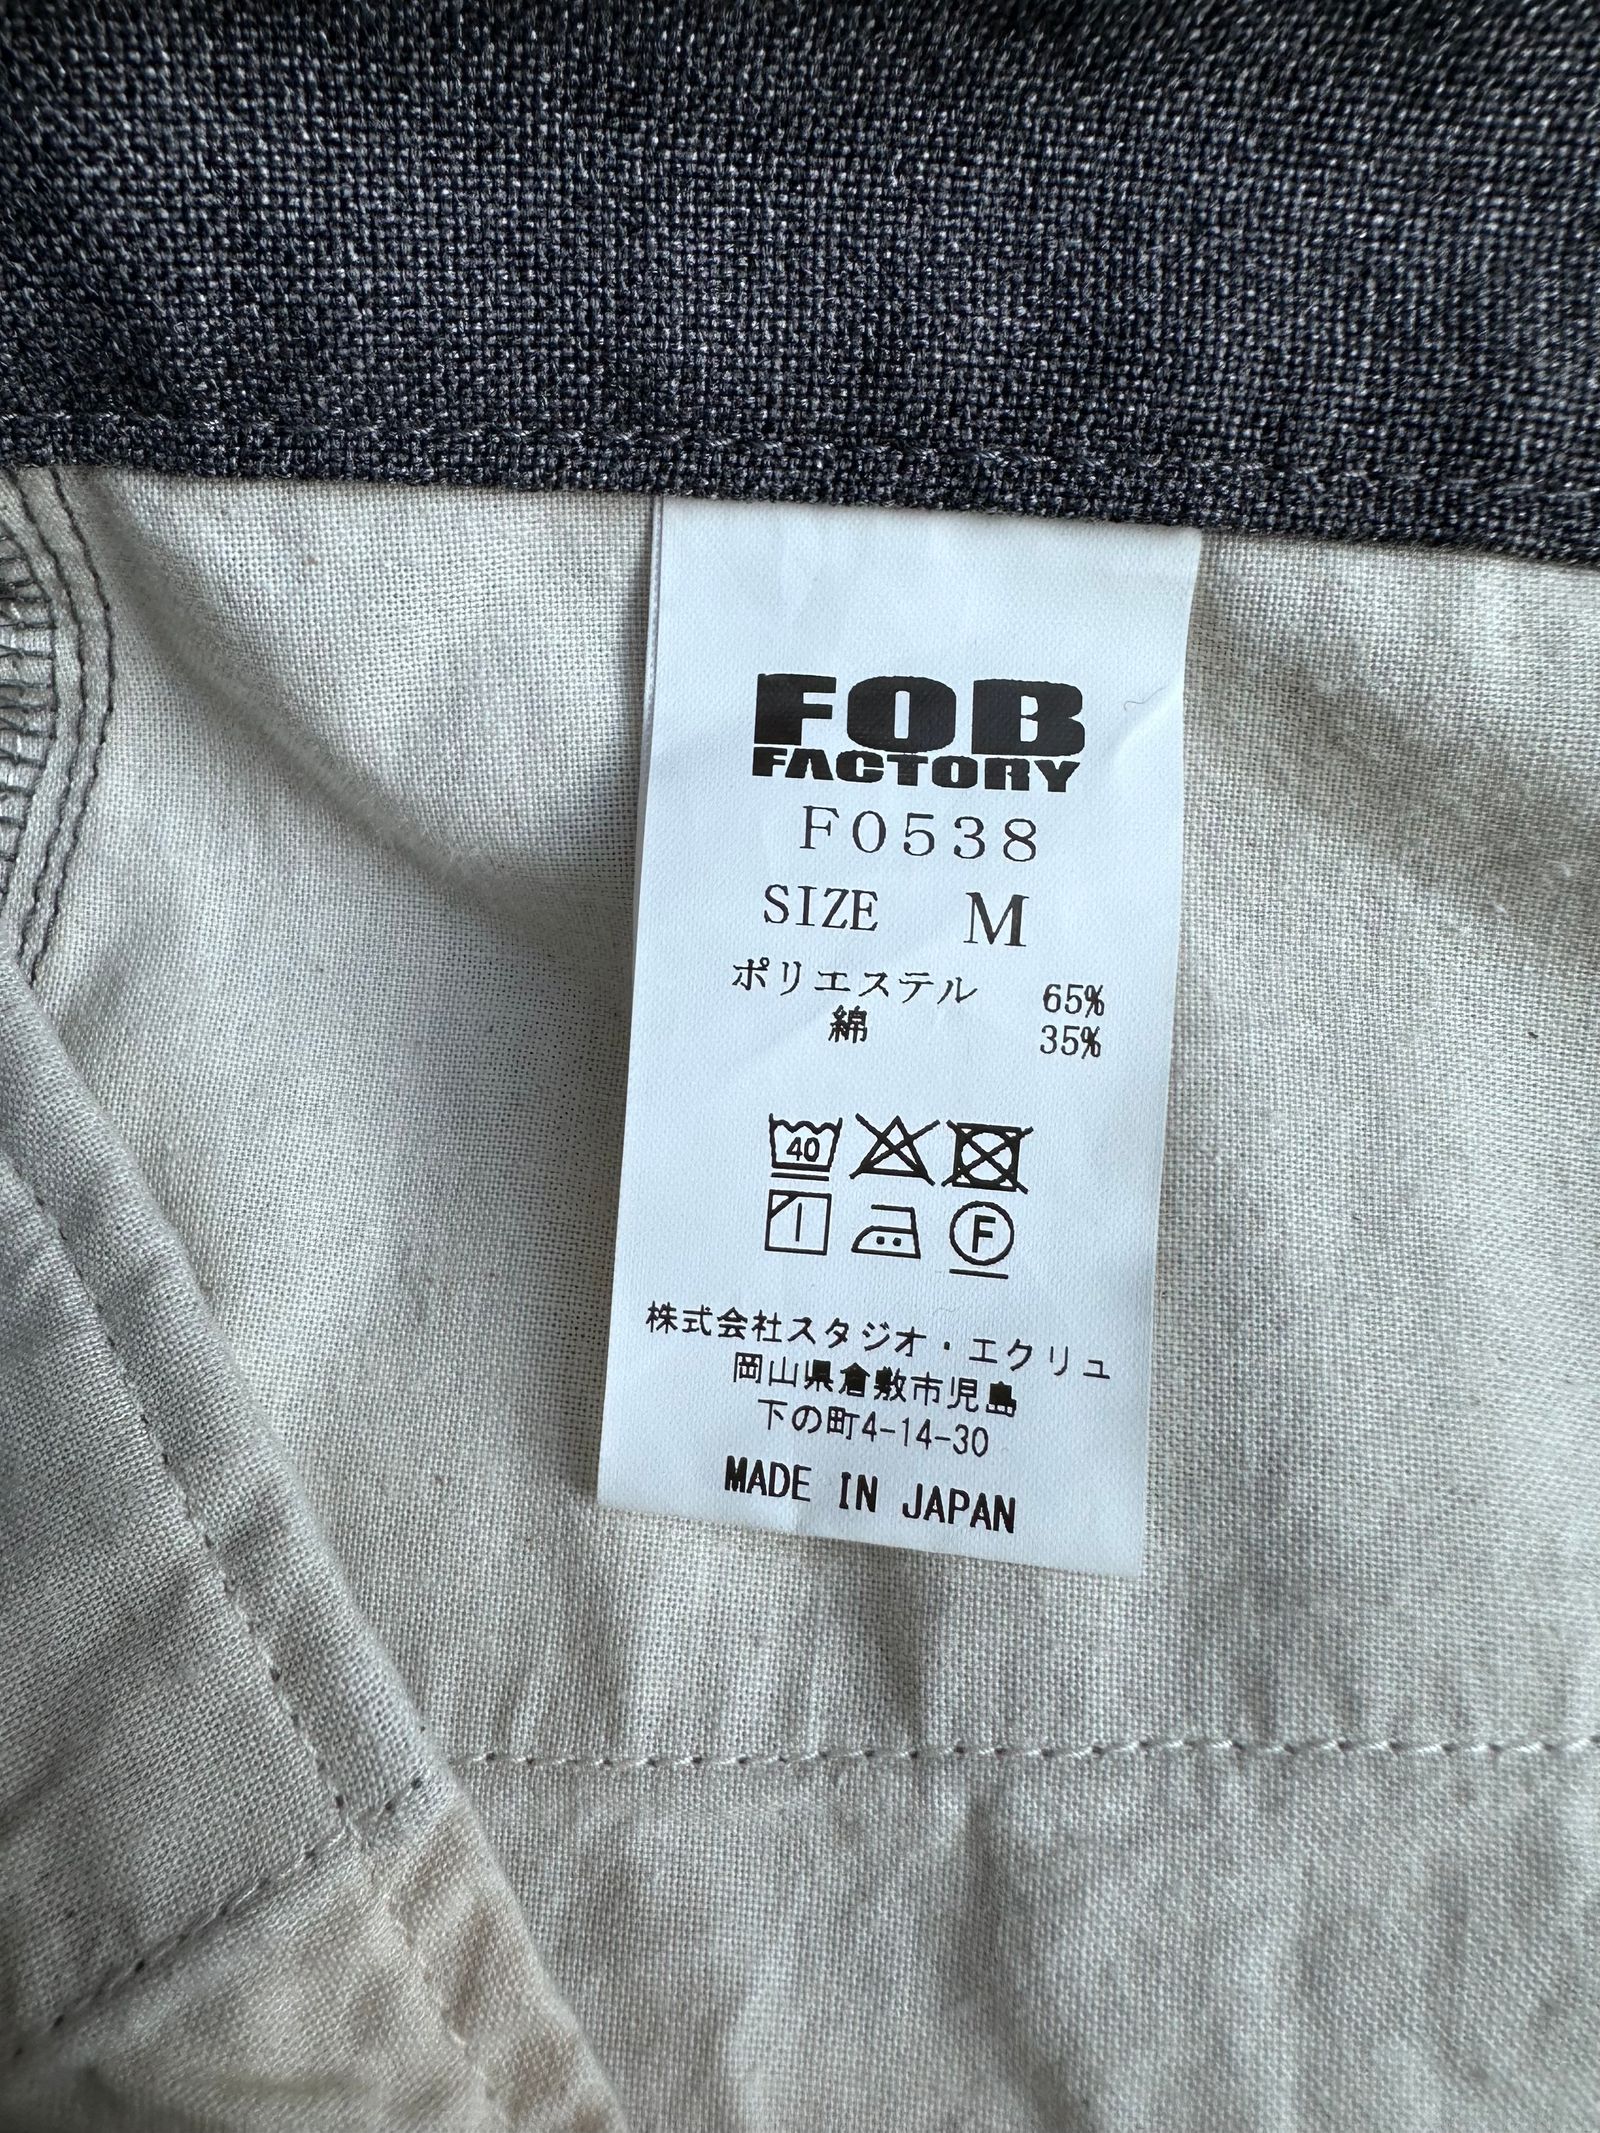 FOB
FACTORY
F0538
SIZE M
ポリエステル 65%
綿 35%
40
F
株式会社スタジオ・エクリュ
岡山県倉敷市児島
下の町4-14-30
MADE IN JAPAN